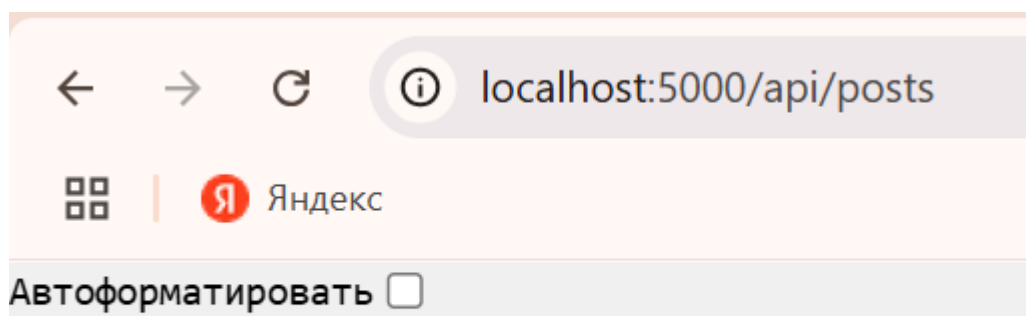 localhost:5000/api/posts
Я Яндекс
Автоформатировать